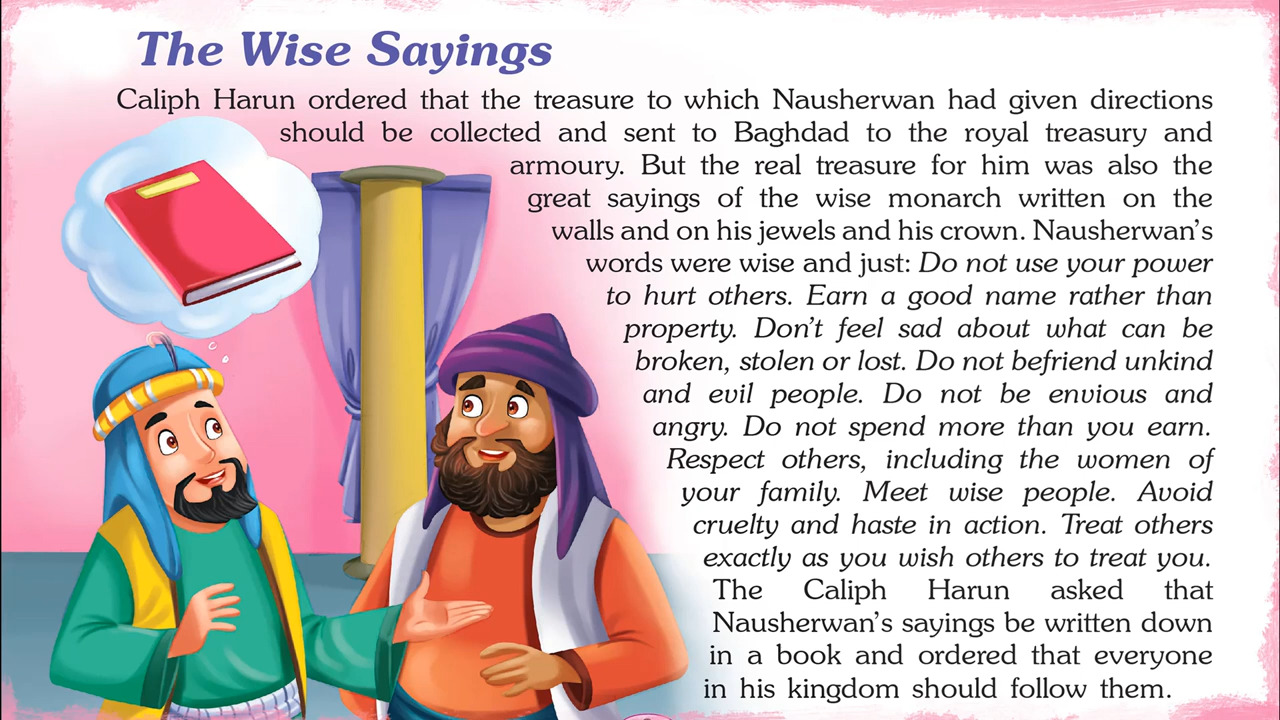 The Wise Sayings
Caliph Harun ordered that the treasure to which Nausherwan had given directions
should be collected and sent to Baghdad to the royal treasury and
armoury. But the real treasure for him was also the
great sayings of the wise monarch written on the
walls and on his jewels and his crown. Nausherwan’s
words were wise and just: Do not use your power
to hurt others. Earn a good name rather than
property. Don’t feel sad about what can be
broken, stolen or lost. Do not befriend unkind
and evil people. Do not be envious and
angry. Do not spend more than you earn.
Respect others, including the women of
your family. Meet wise people. Avoid
cruelty and haste in action. Treat others
exactly as you wish others to treat you.
The Caliph Harun asked that
Nausherwan’s sayings be written down
in a book and ordered that everyone
in his kingdom should follow them.